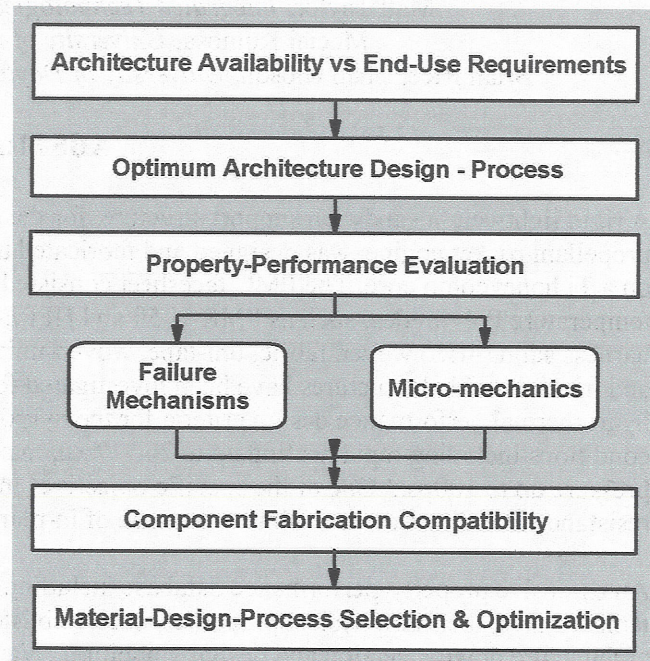 Architecture Availability vs End-Use Requirements
Optimum Architecture Design - Process
Property-Performance Evaluation
Failure
Mechanisms
Micro-mechanics
Component Fabrication Compatibility
Material-Design-Process Selection & Optimization